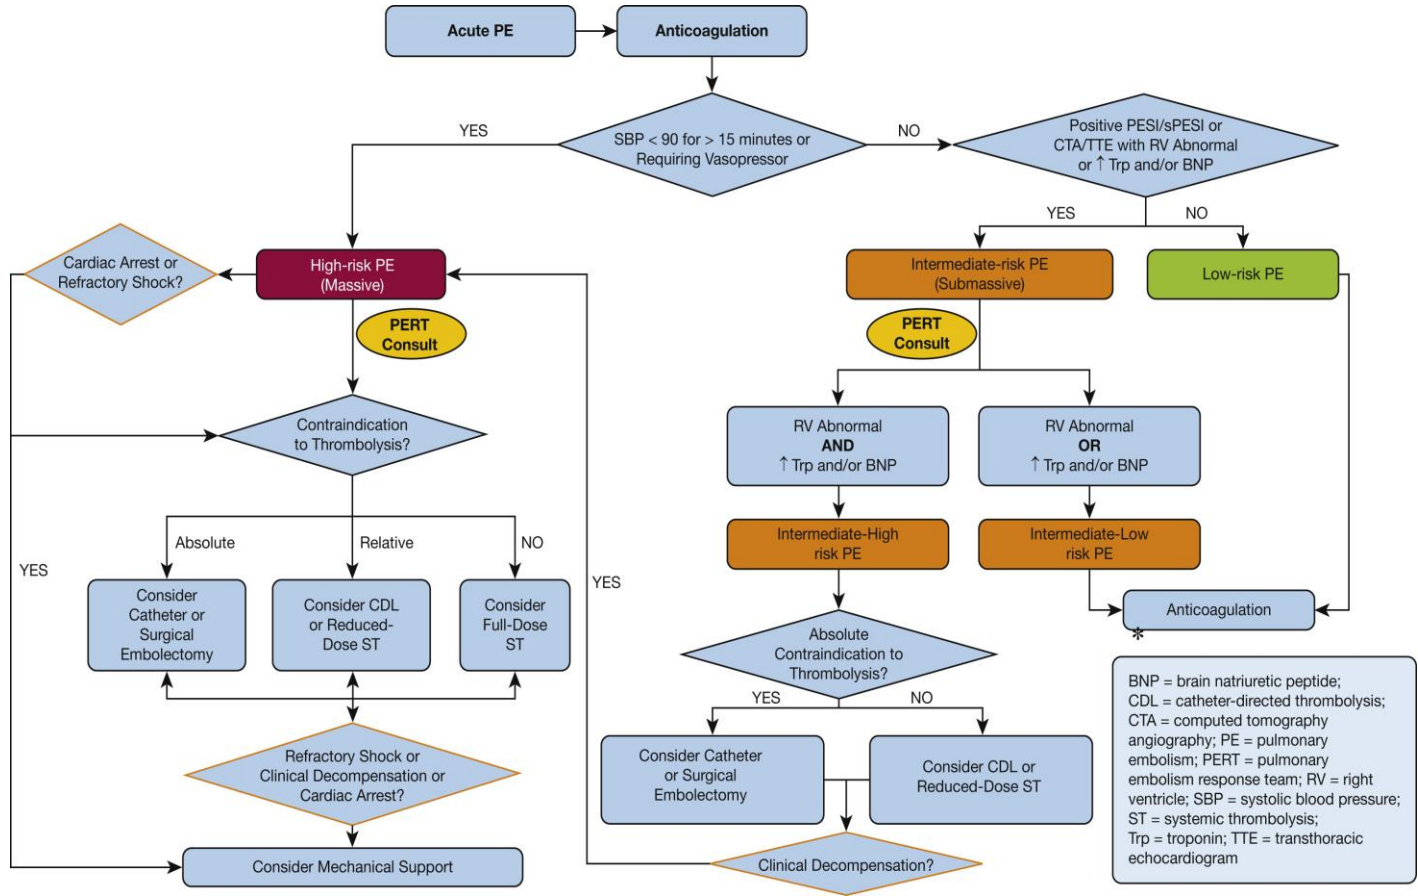 Acute PE
Anticoagulation
SBP < 90 for > 15 minutes or
Requiring Vasopressor
YES
NO
Positive PESI/sPESI or
CTA/TTE with RV Abnormal
or ↑ Trp and/or BNP
YES
NO
Cardiac Arrest or
Refractory Shock?
High-risk PE
(Massive)
Intermediate-risk PE
(Submassive)
Low-risk PE
PERT
Consult
PERT
Consult
Contraindication
to Thrombolysis?
RV Abnormal
AND
↑ Trp and/or BNP
RV Abnormal
OR
↑ Trp and/or BNP
Absolute
Relative
NO
Intermediate-High
risk PE
Intermediate-Low
risk PE
YES
YES
Consider
Catheter or
Surgical
Embolectomy
Consider CDL
or Reduced-
Dose ST
Consider
Full-Dose
ST
Anticoagulation
*
Absolute
Contraindication to
Thrombolysis?
YES
NO
Refractory Shock or
Clinical Decompensation or
Cardiac Arrest?
Consider Catheter
or Surgical
Embolectomy
Consider CDL or
Reduced-Dose ST
Consider Mechanical Support
Clinical Decompensation?
BNP = brain natriuretic peptide;
CDL = catheter-directed thrombolysis;
CTA = computed tomography
angiography; PE = pulmonary
embolism; PERT = pulmonary
embolism response team; RV = right
ventricle; SBP = systolic blood pressure;
ST = systemic thrombolysis;
Trp = troponin; TTE = transthoracic
echocardiogram